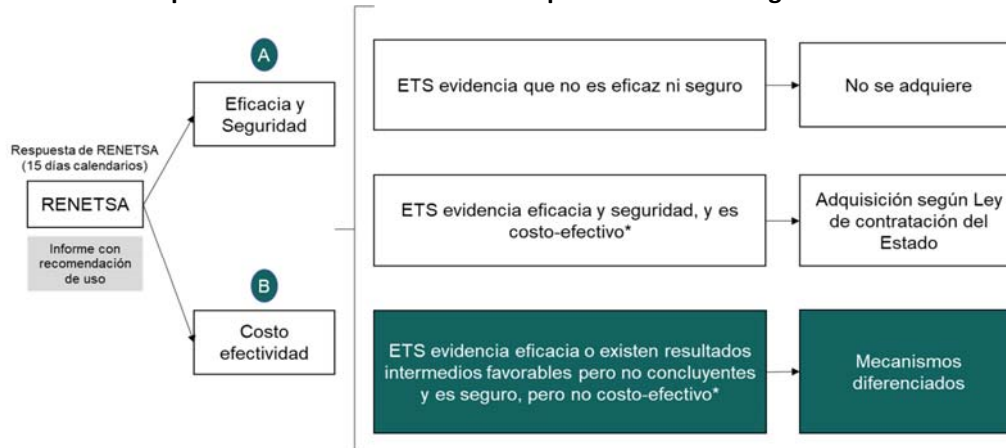 A
Eficacia y
Seguridad
Respuesta de RENETSA
(15 días calendarios)
RENETSA
Informe con
recomendación
de uso
B
Costo
efectividad
ETS evidencia que no es eficaz ni seguro
No se adquiere
ETS evidencia eficacia y seguridad, y es
costo-efectivo*
Adquisición según Ley
de contratación del
Estado
ETS evidencia eficacia o existen resultados
intermedios favorables pero no concluyentes
y es seguro, pero no costo-efectivo*
Mecanismos
diferenciados